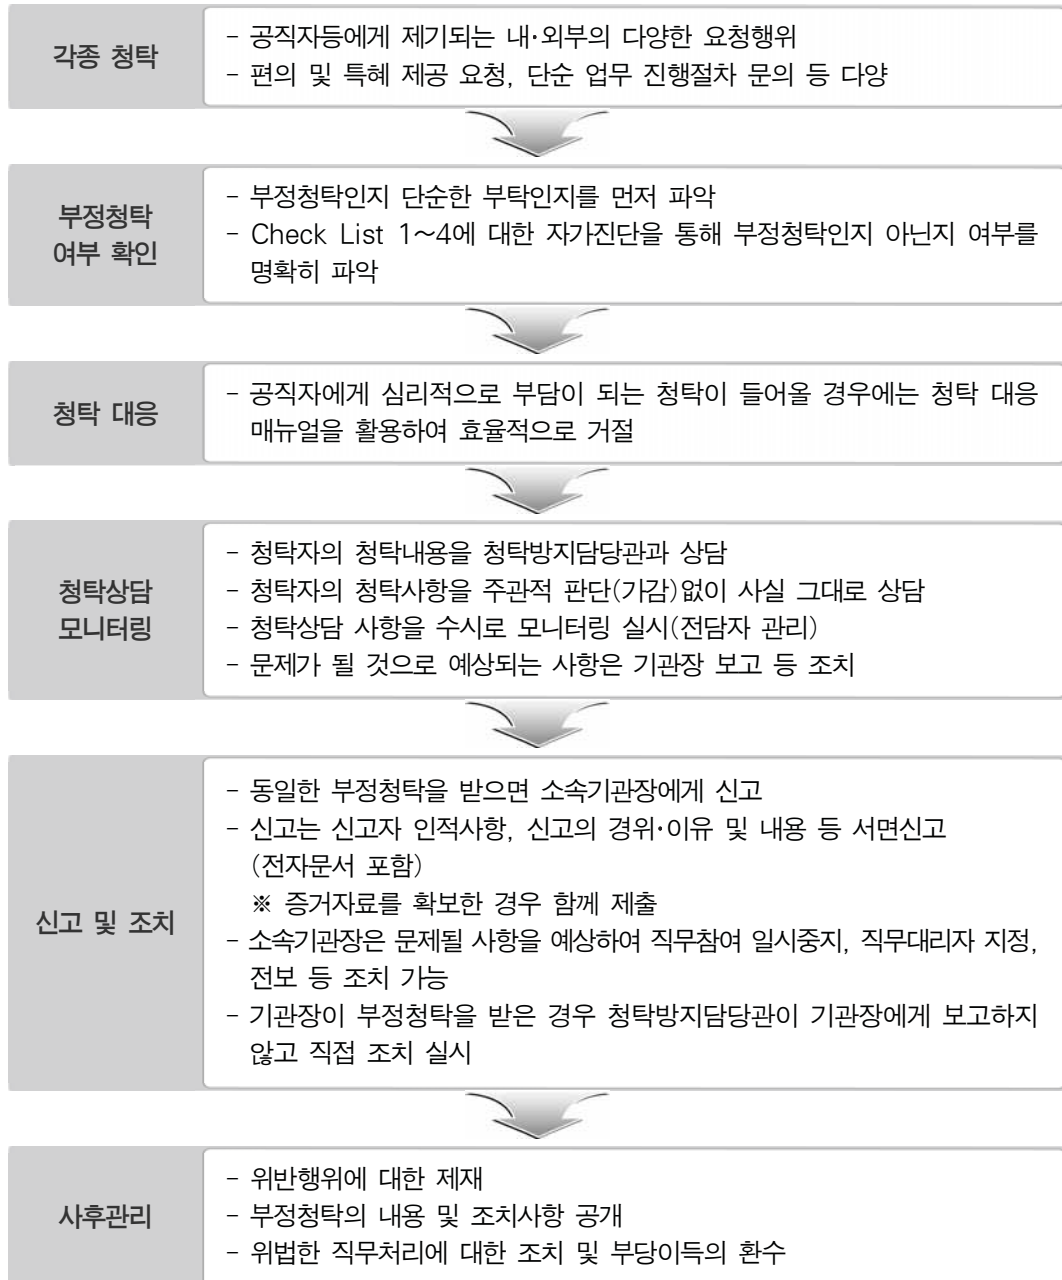 각종 청탁
- 공직자등에게 제기되는 내·외부의 다양한 요청행위
- 편의 및 특혜 제공 요청, 단순 업무 진행절차 문의 등 다양
부정청탁
여부 확인
- 부정청탁인지 단순한 부탁인지를 먼저 파악
- Check List 1~4에 대한 자가진단을 통해 부정청탁인지 아닌지 여부를
명확히 파악
청탁 대응
- 공직자에게 심리적으로 부담이 되는 청탁이 들어올 경우에는 청탁 대응
매뉴얼을 활용하여 효율적으로 거절
청탁상담
모니터링
- 청탁자의 청탁내용을 청탁방지담당관과 상담
- 청탁자의 청탁사항을 주관적 판단(가감)없이 사실 그대로 상담
- 청탁상담 사항을 수시로 모니터링 실시(전담자 관리)
- 문제가 될 것으로 예상되는 사항은 기관장 보고 등 조치
신고 및 조치
- 동일한 부정청탁을 받으면 소속기관장에게 신고
- 신고는 신고자 인적사항, 신고의 경위·이유 및 내용 등 서면신고
(전자문서 포함)
※ 증거자료를 확보한 경우 함께 제출
- 소속기관장은 문제될 사항을 예상하여 직무참여 일시중지, 직무대리자 지정,
전보 등 조치 가능
- 기관장이 부정청탁을 받은 경우 청탁방지담당관이 기관장에게 보고하지
않고 직접 조치 실시
사후관리
- 위반행위에 대한 제재
- 부정청탁의 내용 및 조치사항 공개
- 위법한 직무처리에 대한 조치 및 부당이득의 환수